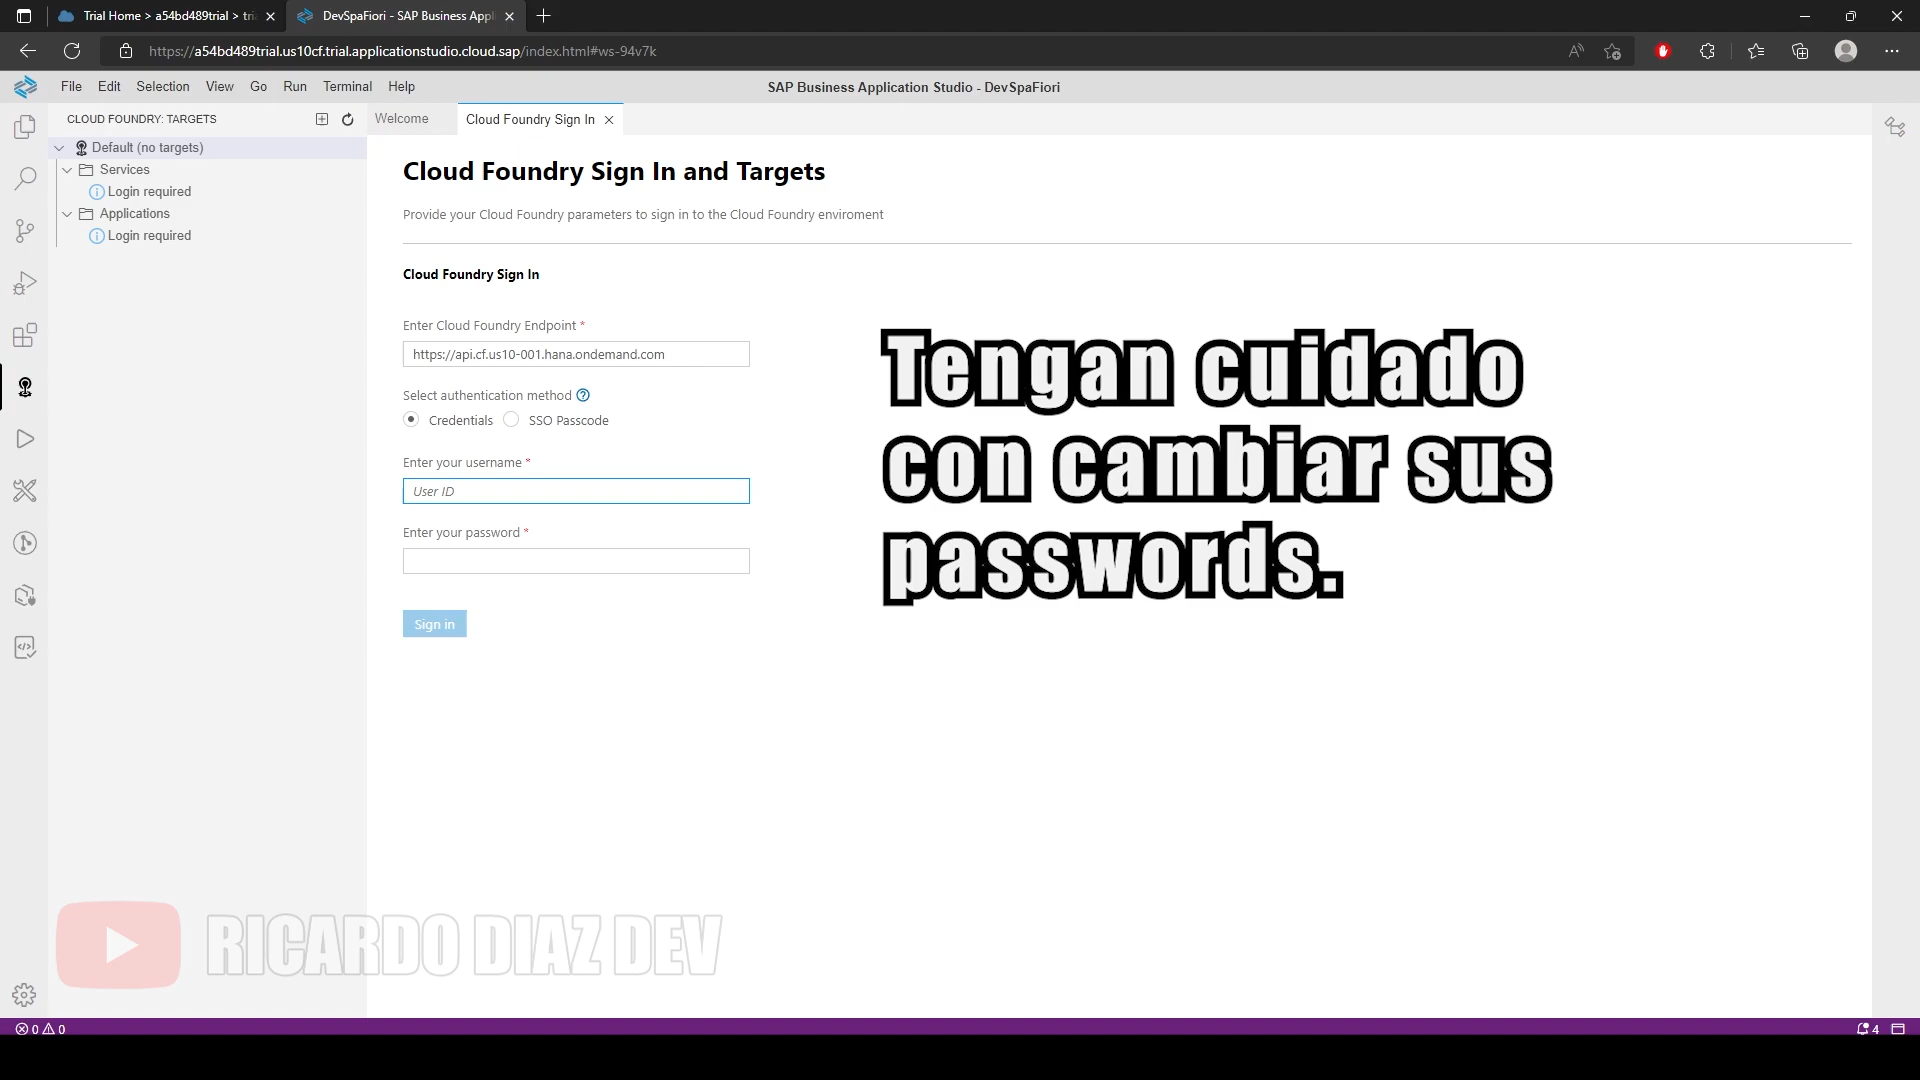 Trial Home > a54bd489trial > tri
DevSpaFiori - SAP Business Appl
https://a54bd489trial.us10cf.trial.applicationstudio.cloud.sap/index.html#ws-94v7k
File Edit Selection View Go Run Terminal Help
SAP Business Application Studio - DevSpaFiori
CLOUD FOUNDRY: TARGETS
Welcome
Cloud Foundry Sign In
Default (no targets)
Services
Login required
Applications
Login required
Cloud Foundry Sign In and Targets
Provide your Cloud Foundry parameters to sign in to the Cloud Foundry enviroment
Cloud Foundry Sign In
Enter Cloud Foundry Endpoint *
https://api.cf.us10-001.hana.ondemand.com
Select authentication method
Credentials SSO Passcode
Enter your username *
User ID
Enter your password *
Sign in
Tengan cuidado
con cambiar sus
passwords.
RICARDO DIAZ DEV
0 0
4